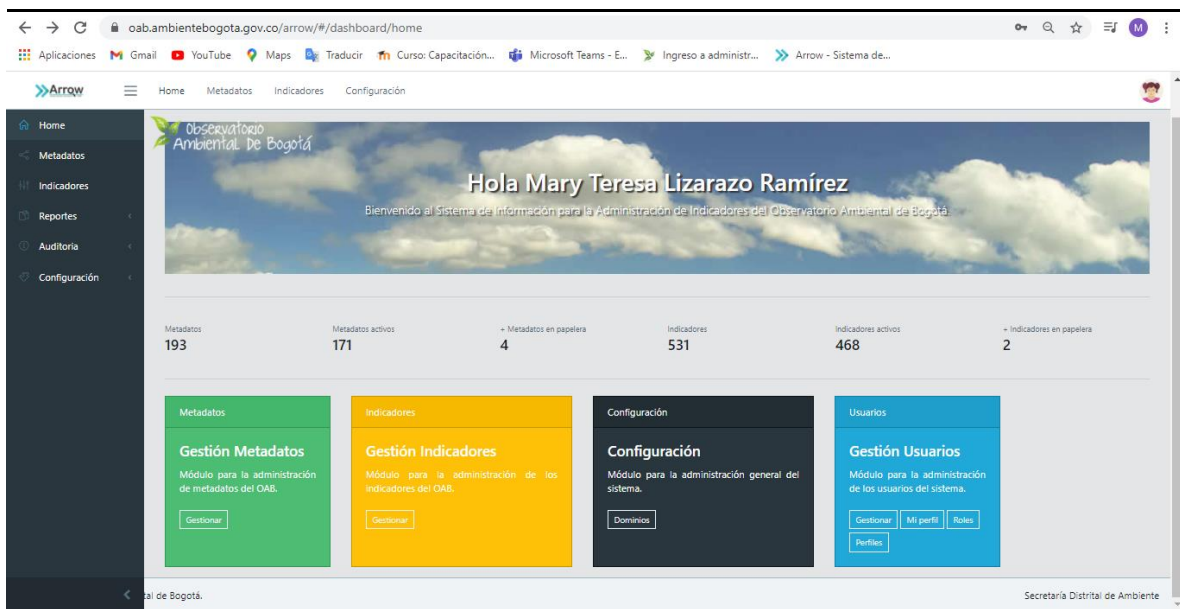 oab.ambientebogota.gov.co/arrow/#/dashboard/home
M
Aplicaciones Gmail YouTube Maps Traducir Curso: Capacitación... Microsoft Teams - E... Ingreso a administr... Arrow - Sistema de...
Arrow
Home Metadatos Indicadores Configuración
Home
Metadatos
Indicadores
Reportes
Auditoria
Configuración
Observatorio
Ambiental De Bogotá
Hola Mary Teresa Lizarazo Ramírez
Bienvenido al Sistema de Información para la Administración de Indicadores del Observatorio Ambiental de Bogotá.
Metadatos
193
Metadatos activos
171
+ Metadatos en papelera
4
Indicadores
531
Indicadores activos
468
+ Indicadores en papelera
2
Metadatos
Gestión Metadatos
Módulo para la administración
de metadatos del OAB.
Gestionar
Indicadores
Gestión Indicadores
Módulo para la administración de los
indicadores del OAB.
Gestionar
Configuración
Configuración
Módulo para la administración general del
sistema.
Dominios
Usuarios
Gestión Usuarios
Módulo para la administración
de los usuarios del sistema.
Gestionar Mi perfil Roles
Perfiles
tal de Bogotá.
Secretaría Distrital de Ambiente